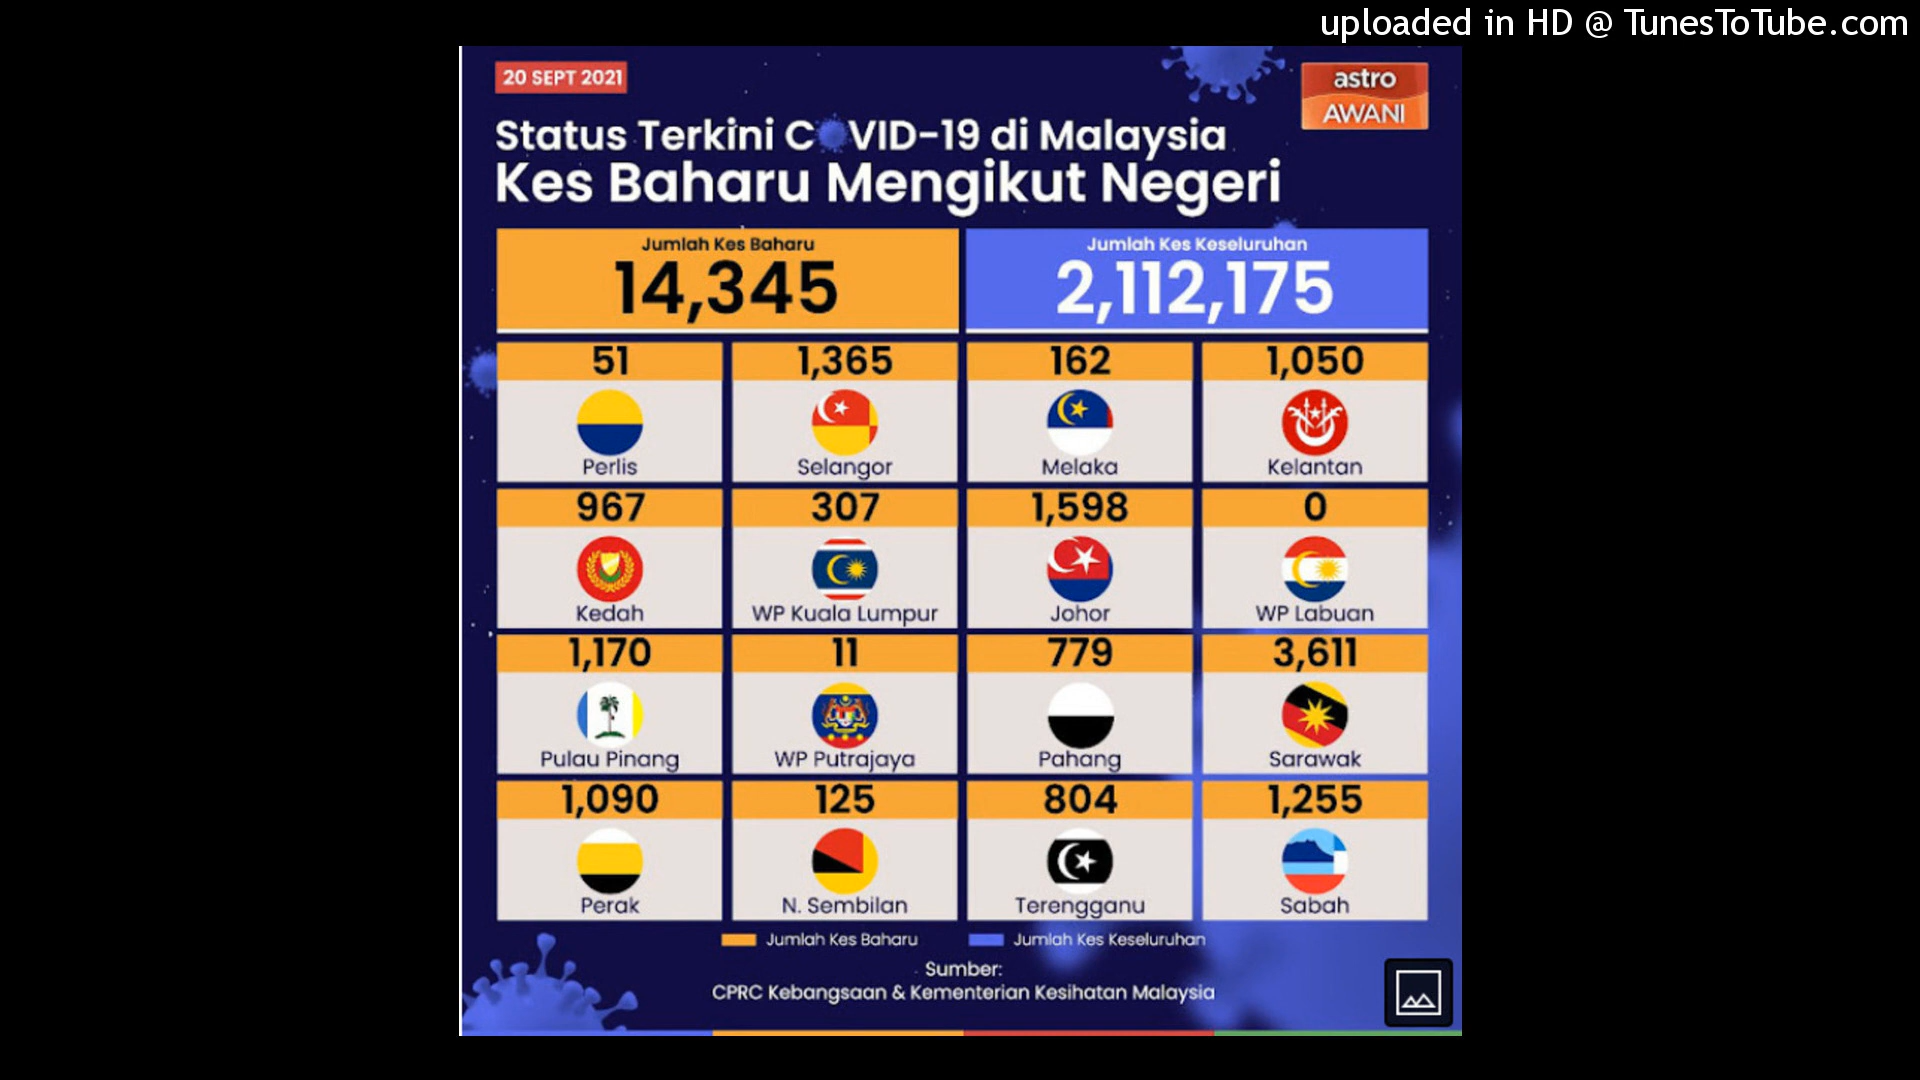 uploaded in HD @ TunesToTube.com
20 SEPT 2021
astro
AWANI
Status Terkini COVID-19 di Malaysia
Kes Baharu Mengikut Negeri
Jumlah Kes Baharu
14,345
Jumlah Kes Keseluruhan
2,112,175
51
Perlis
1,365
Selangor
162
Melaka
1,050
Kelantan
967
Kedah
307
WP Kuala Lumpur
1,598
Johor
0
WP Labuan
1,170
Pulau Pinang
11
WP Putrajaya
779
Pahang
3,611
Sarawak
1,090
Perak
125
N. Sembilan
804
Terengganu
1,255
Sabah
Jumlah Kes Baharu
Jumlah Kes Keseluruhan
Sumber:
CPRC Kebangsaan & Kementerian Kesihatan Malaysia